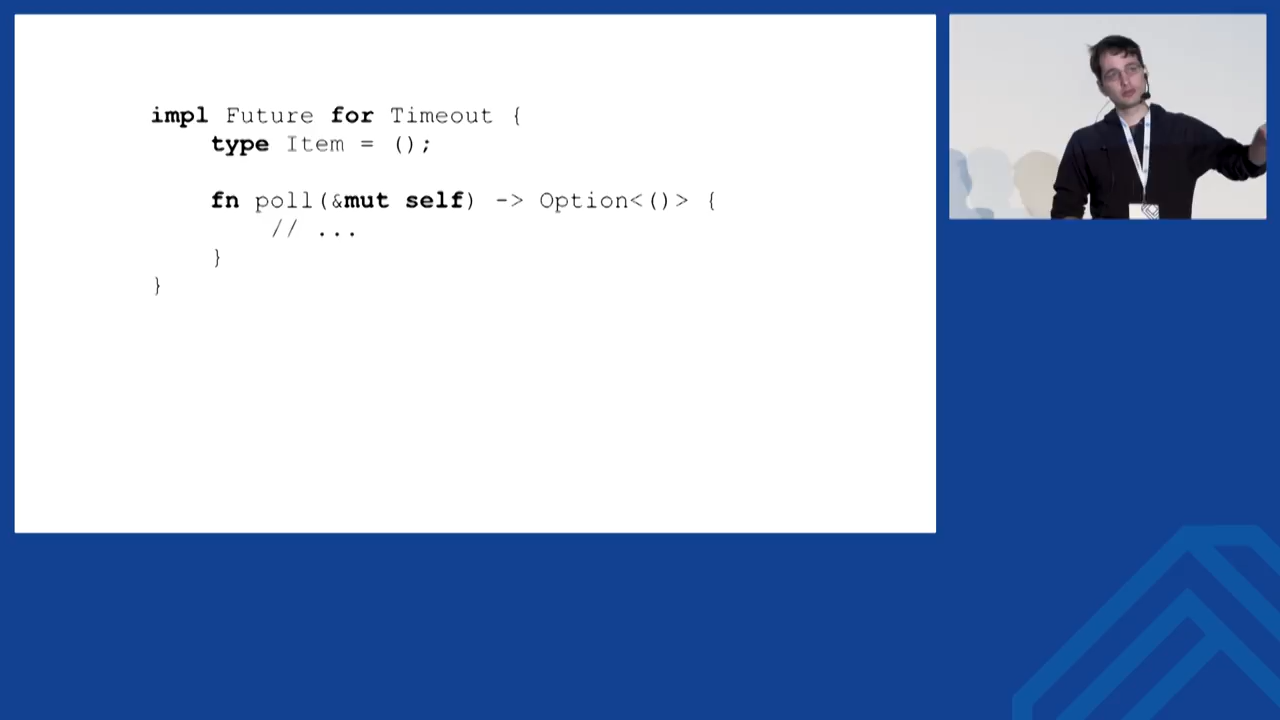 impl Future for Timeout {
    type Item = ();

    fn poll(&mut self) -> Option<()> {
        // ...
    }
}